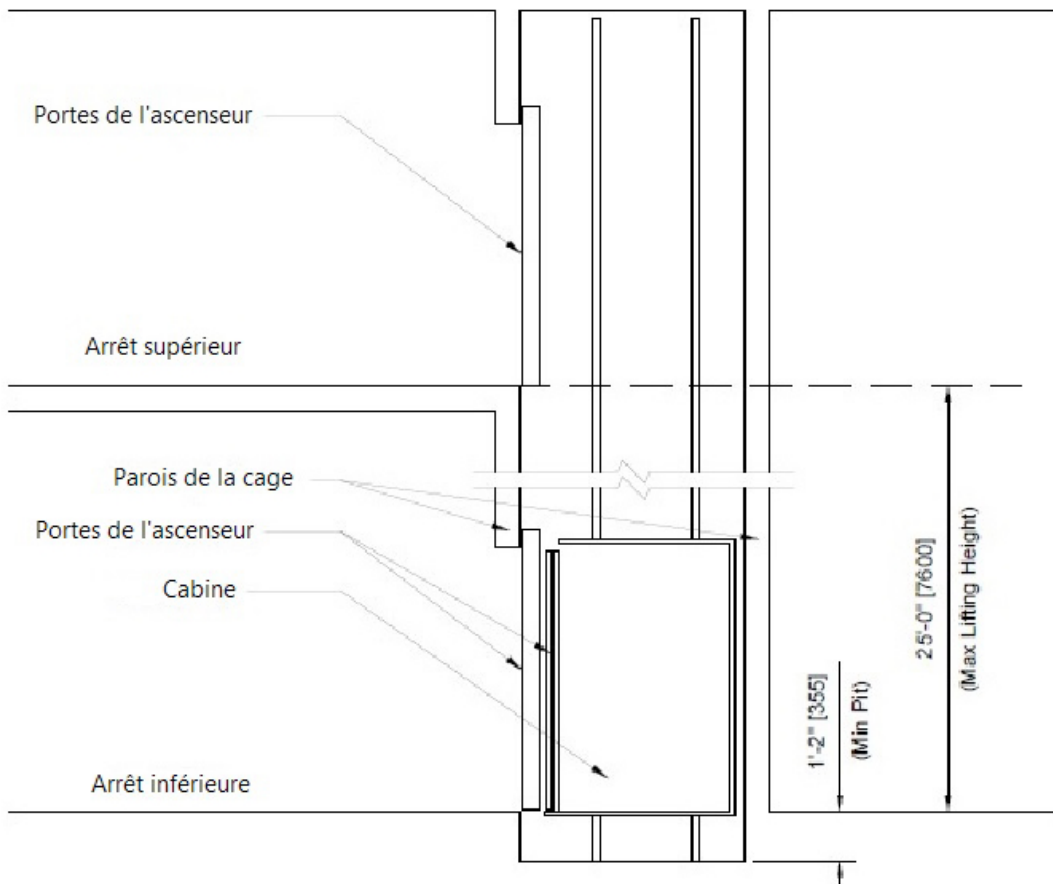 Portes de l'ascenseur
Arrêt supérieur
Parois de la cage
Portes de l'ascenseur
Cabine
Arrêt inférieure
1'-2" [355]
(Min Pit)
25'-0" [7600]
(Max Lifting Height)